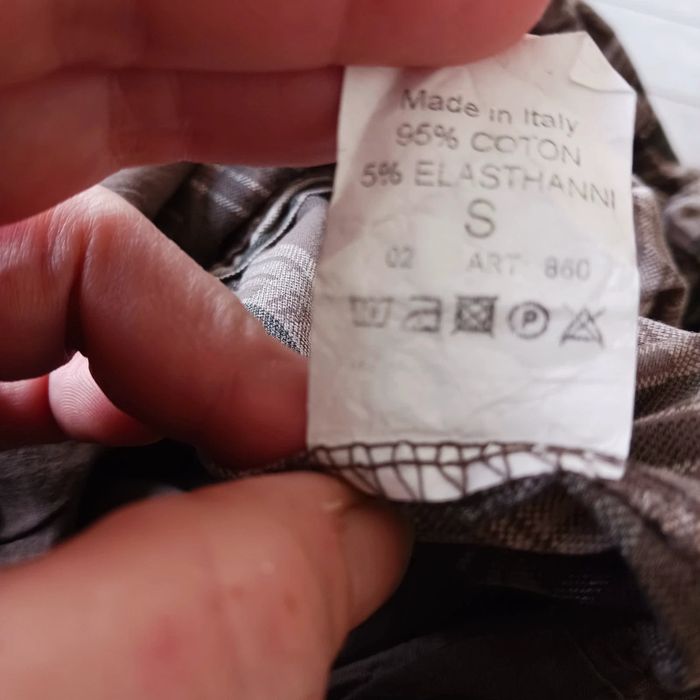 Made in Italy
95% COTON
5% ELASTHANNI
S
02 ART 860
P